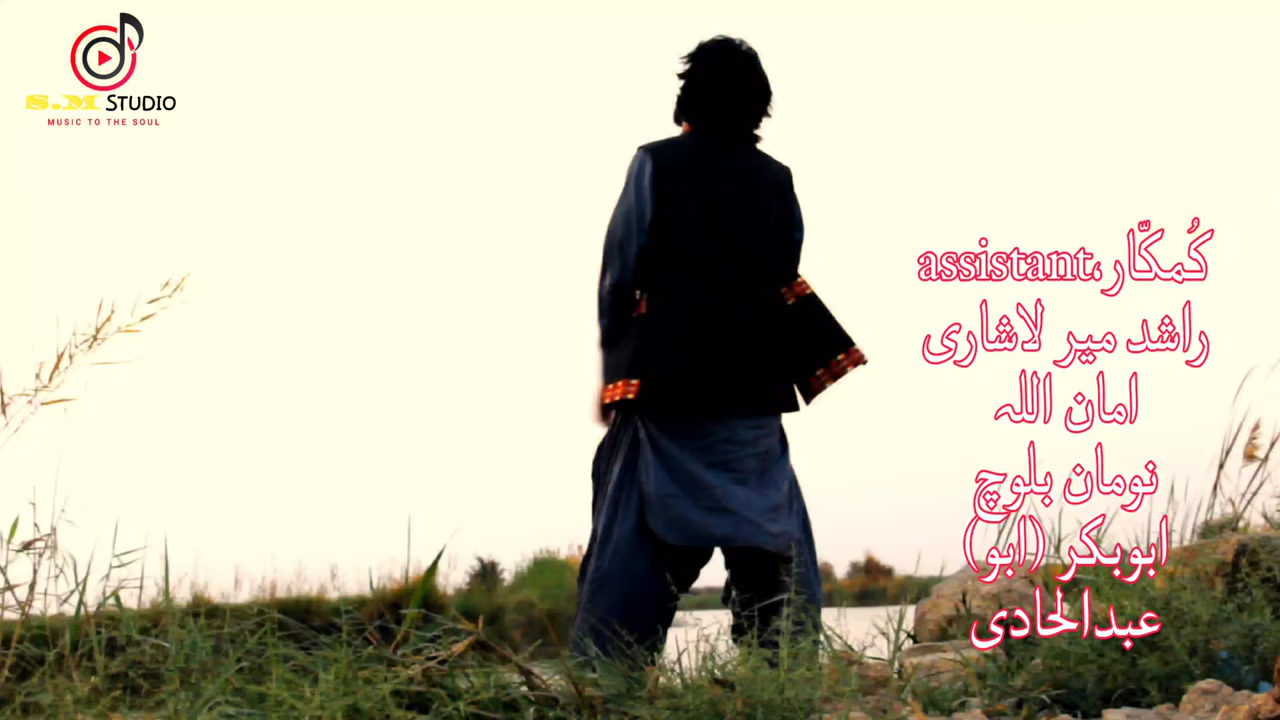 S.M STUDIO
MUSIC TO THE SOUL
کُمکّار،assistant
راشد میر لاشاری
امان اللہ
نومان بلوچ
ابوبکر (ابو)
عبدالحادی